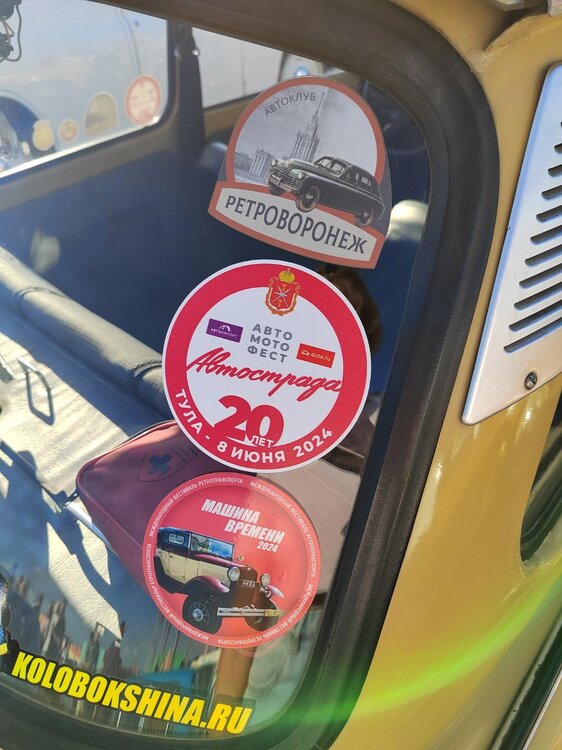 АВТОКЛУБ
РЕТРОВОРОНЕЖ
АВТО
МОТО
ФЕСТ
avto.ru
Автострада
20
ЛЕТ
ТУЛА - 8 ИЮНЯ 2024
МЕЖДУНАРОДНЫЙ ФЕСТИВАЛЬ РЕТРОТРАНСПОРТА
МАШИНА
ВРЕМЕНИ
2024
KOLOBOKSHINA.RU